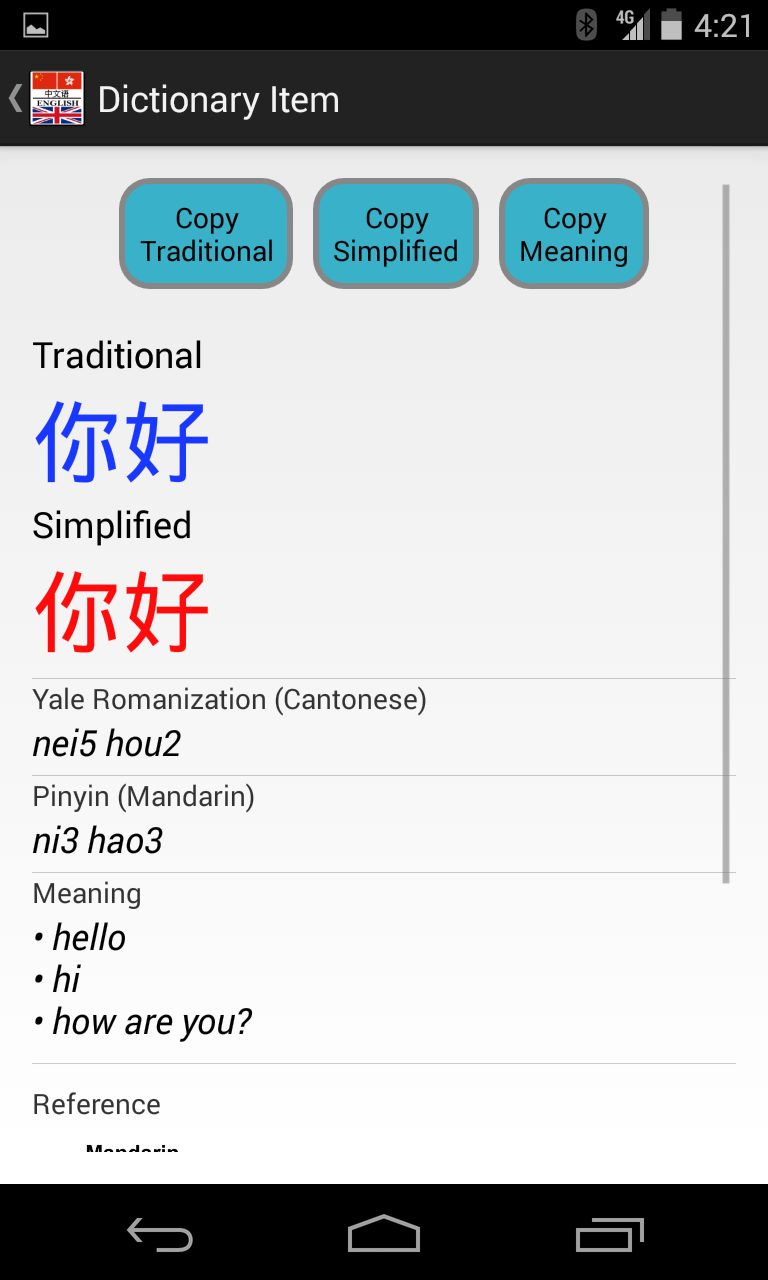 4G 4:21
中文语
ENGLISH
Dictionary Item
Copy Traditional
Copy Simplified
Copy Meaning
Traditional
你好
Simplified
你好
Yale Romanization (Cantonese)
nei5 hou2
Pinyin (Mandarin)
ni3 hao3
Meaning
• hello
• hi
• how are you?
Reference
Mandarin